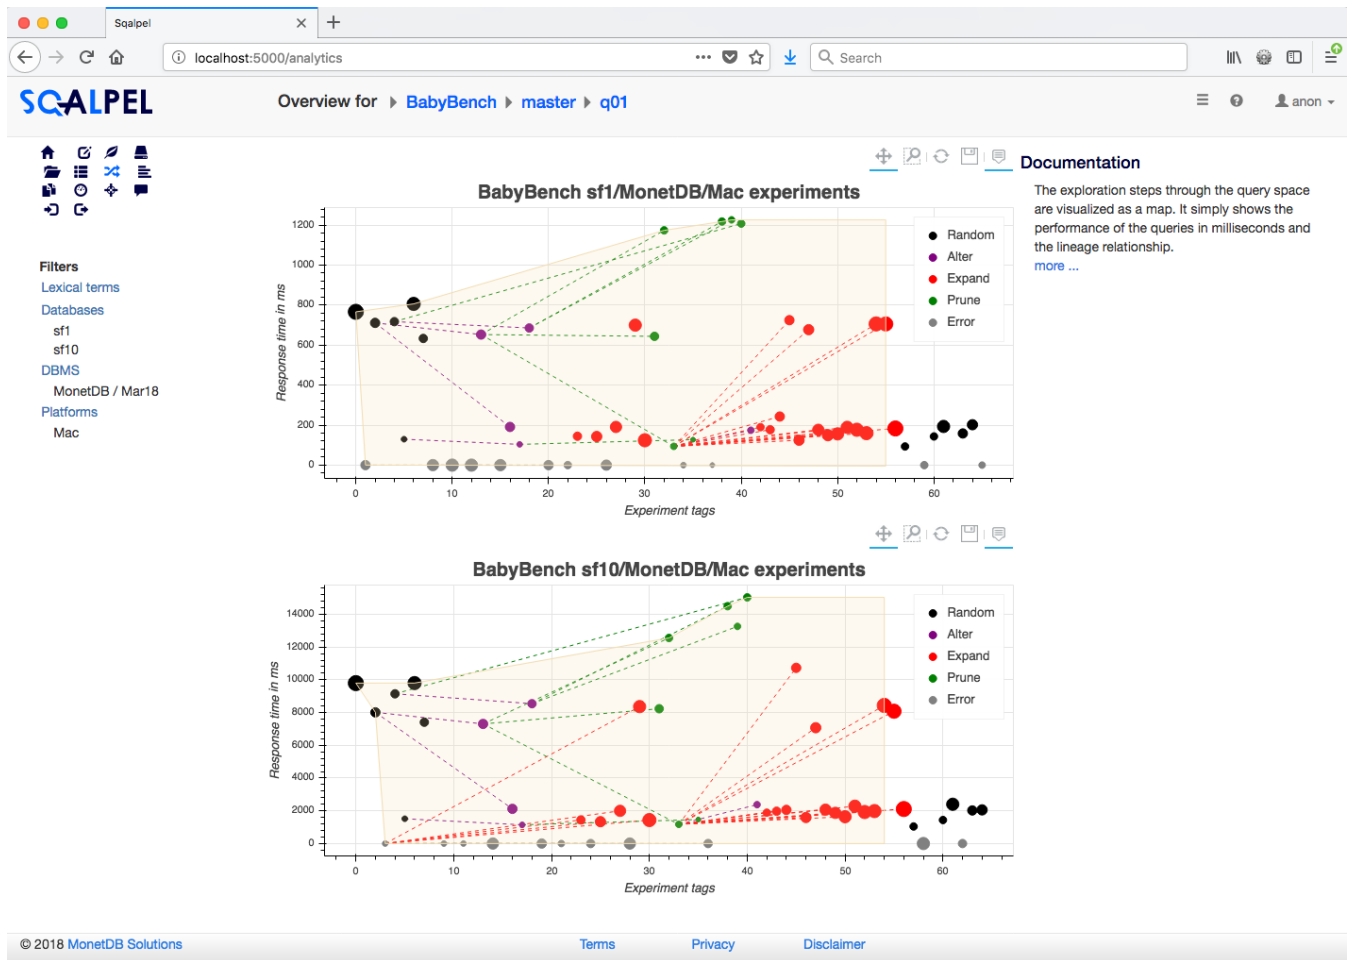 Sqalpel
localhost:5000/analytics
Search
SQALPEL
Overview for BabyBench master q01
anon
Filters
Lexical terms
Databases
sf1
sf10
DBMS
MonetDB / Mar18
Platforms
Mac
BabyBench sf1/MonetDB/Mac experiments
Response time in ms
1200
1000
800
600
400
200
0
0 10 20 30 40 50 60
Experiment tags
Random
Alter
Expand
Prune
Error
BabyBench sf10/MonetDB/Mac experiments
Response time in ms
14000
12000
10000
8000
6000
4000
2000
0
0 10 20 30 40 50 60
Experiment tags
Random
Alter
Expand
Prune
Error
Documentation
The exploration steps through the query space
are visualized as a map. It simply shows the
performance of the queries in milliseconds and
the lineage relationship.
more ...
© 2018 MonetDB Solutions
Terms
Privacy
Disclaimer